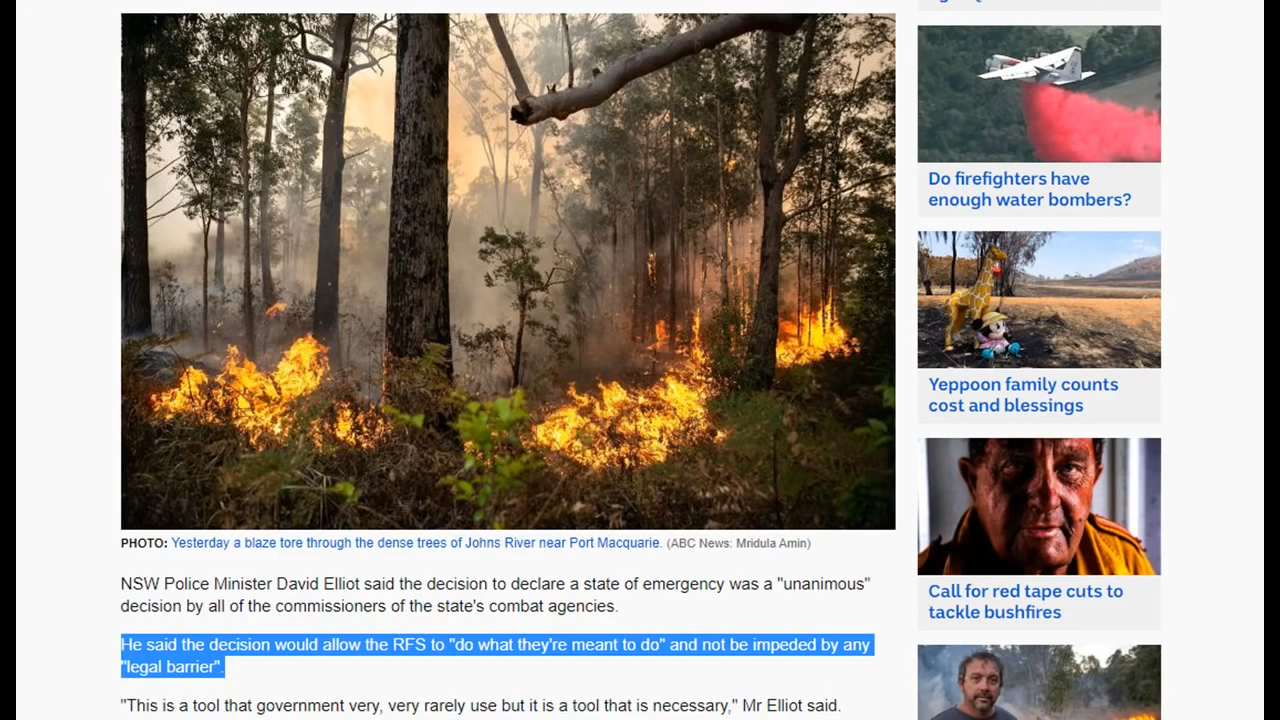 PHOTO: Yesterday a blaze tore through the dense trees of Johns River near Port Macquarie. (ABC News: Mridula Amin)
NSW Police Minister David Elliot said the decision to declare a state of emergency was a "unanimous"
decision by all of the commissioners of the state's combat agencies.
He said the decision would allow the RFS to "do what they're meant to do" and not be impeded by any
"legal barrier".
"This is a tool that government very, very rarely use but it is a tool that is necessary," Mr Elliot said.
Do firefighters have
enough water bombers?
Yeppoon family counts
cost and blessings
Call for red tape cuts to
tackle bushfires